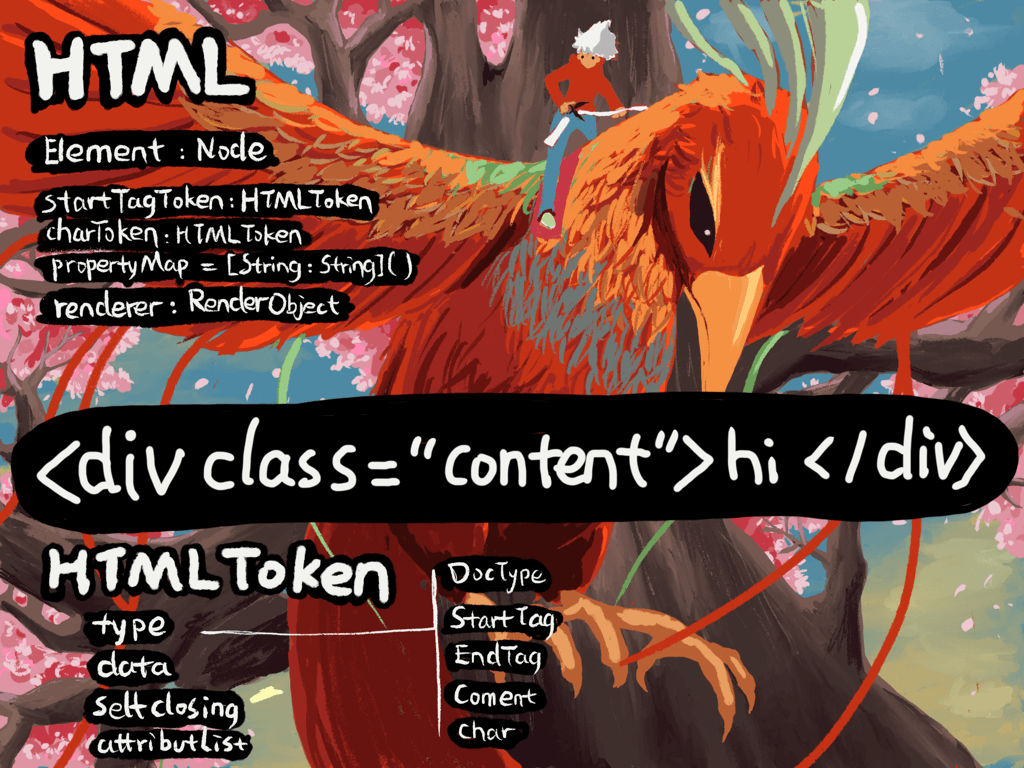 HTML
Element : Node
startTagToken : HTMLToken
charToken : HTMLToken
propertyMap = [String : String]()
renderer : RenderObject
<div class="content">hi </div>
HTMLToken
type
data
selfclosing
attributList
DocType
StartTag
EndTag
Coment
Char